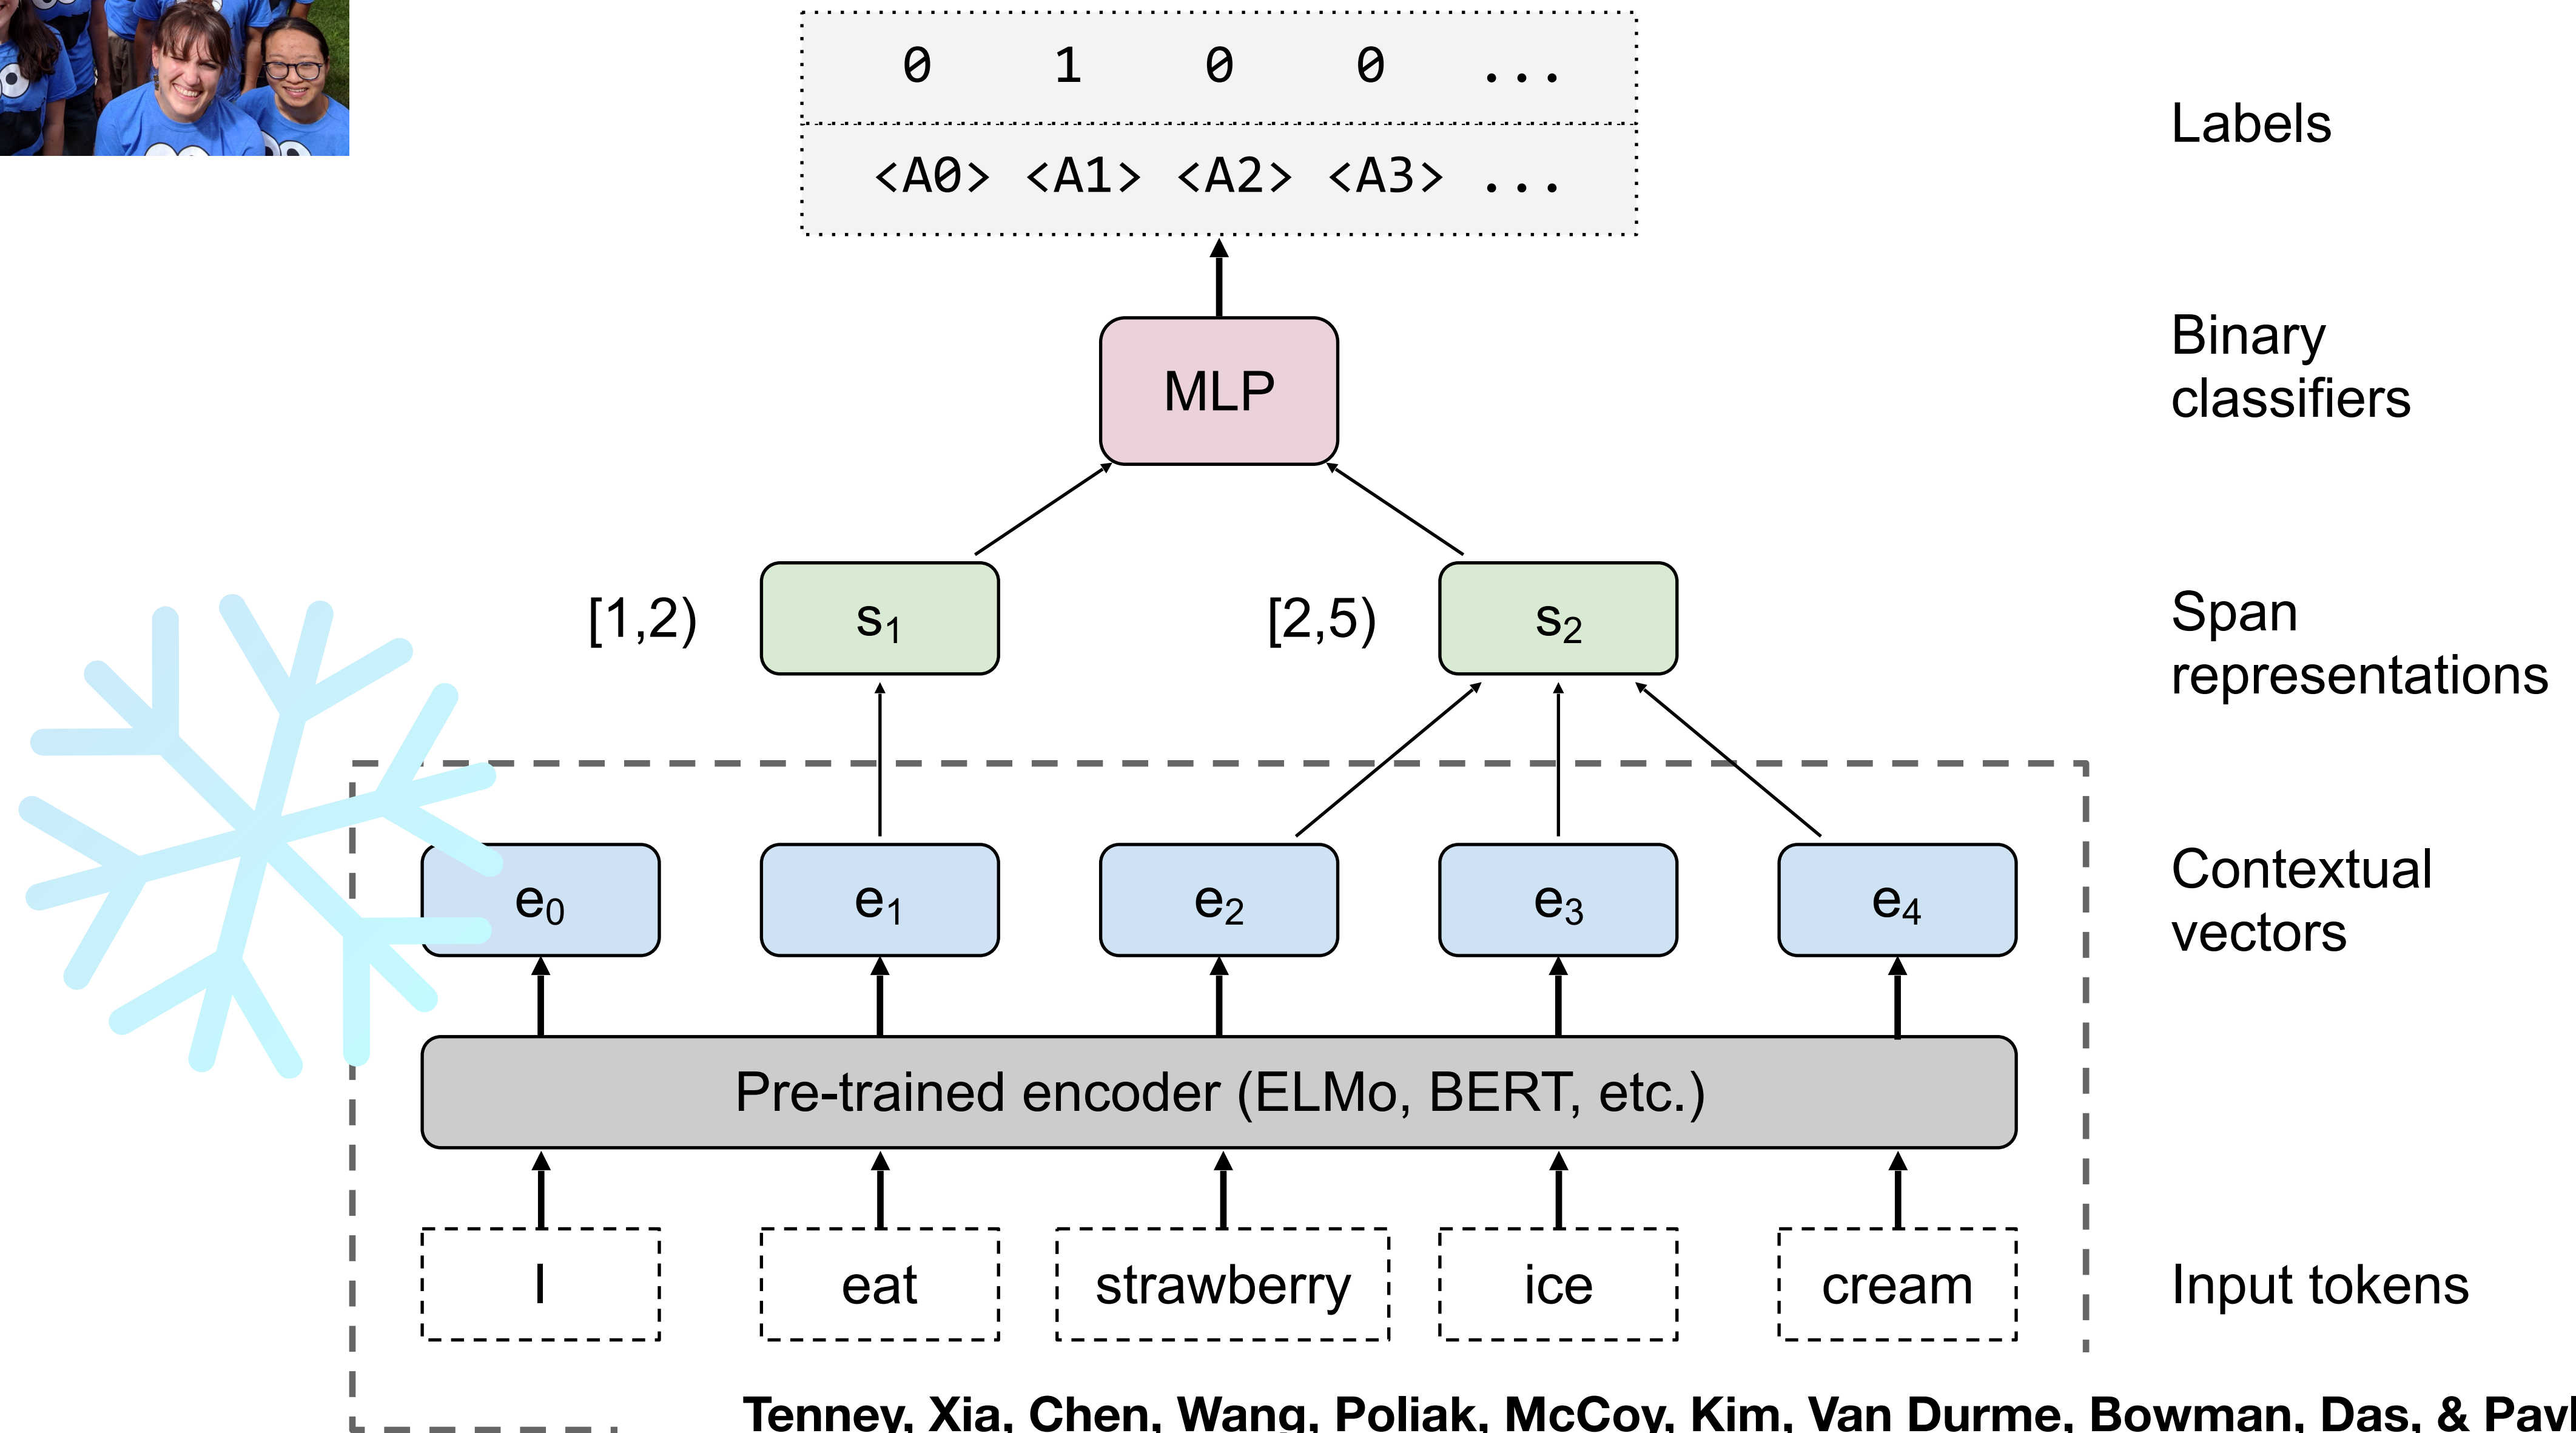 0 1 0 0 ...
<A0> <A1> <A2> <A3> ...
Labels
MLP
Binary
classifiers
[1,2) s1 [2,5) s2
Span
representations
e0 e1 e2 e3 e4
Contextual
vectors
Pre-trained encoder (ELMo, BERT, etc.)
I eat strawberry ice cream
Input tokens
Tenney, Xia, Chen, Wang, Poliak, McCoy, Kim, Van Durme, Bowman, Das, &